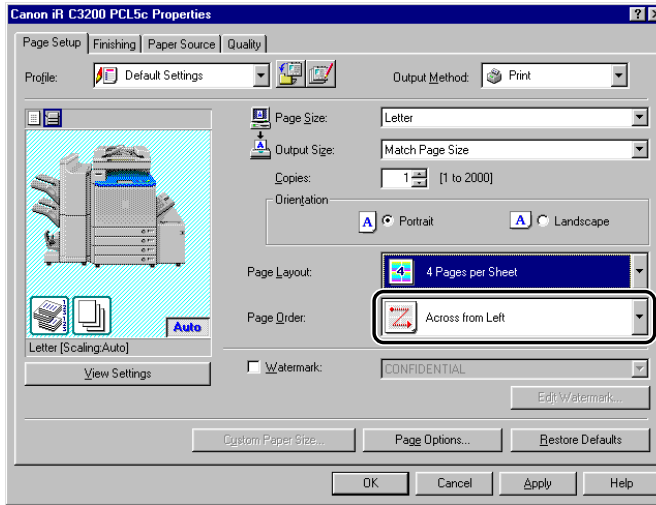 Canon iR C3200 PCL5c Properties
Page Setup Finishing Paper Source Quality
Profile: Default Settings Output Method: Print
Page Size: Letter
Output Size: Match Page Size
Copies: 1 [1 to 2000]
Orientation
A Portrait A Landscape
Page Layout: 4 4 Pages per Sheet
Page Order: Across from Left
Auto
Letter [Scaling:Auto]
View Settings
Watermark: CONFIDENTIAL
Edit Watermark...
Custom Paper Size... Page Options... Restore Defaults
OK Cancel Apply Help